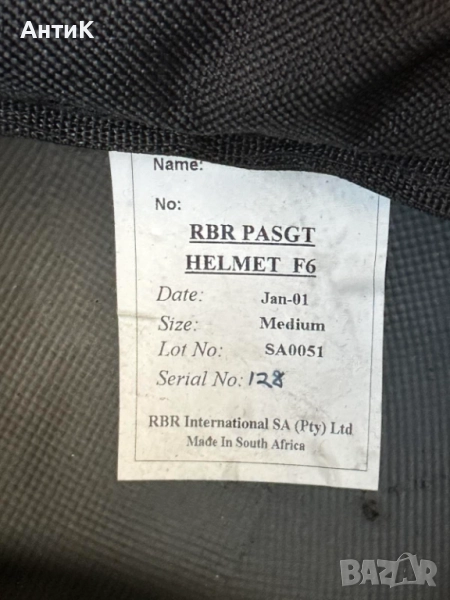 АнтиК
Name:
No:
RBR PASGT
HELMET F6
Date: Jan-01
Size: Medium
Lot No: SA0051
Serial No: 128
RBR International SA (Pty) Ltd
Made In South Africa
BAZAR